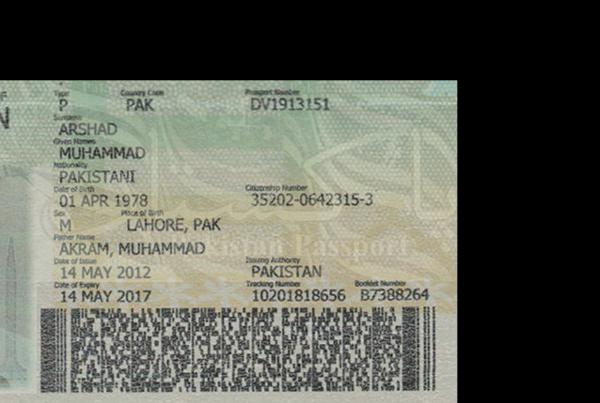 Type Country Code Passport Number
P PAK DV1913151
Surname
ARSHAD
Given Names
MUHAMMAD
Nationality
PAKISTANI
Date of Birth Citizenship Number
01 APR 1978 35202-0642315-3
Sex Place of Birth
M LAHORE, PAK
Father Name
AKRAM, MUHAMMAD
Date of Issue Issuing Authority
14 MAY 2012 PAKISTAN
Date of Expiry Tracking Number Booklet Number
14 MAY 2017 10201818656 B7388264
Pakistan Passport